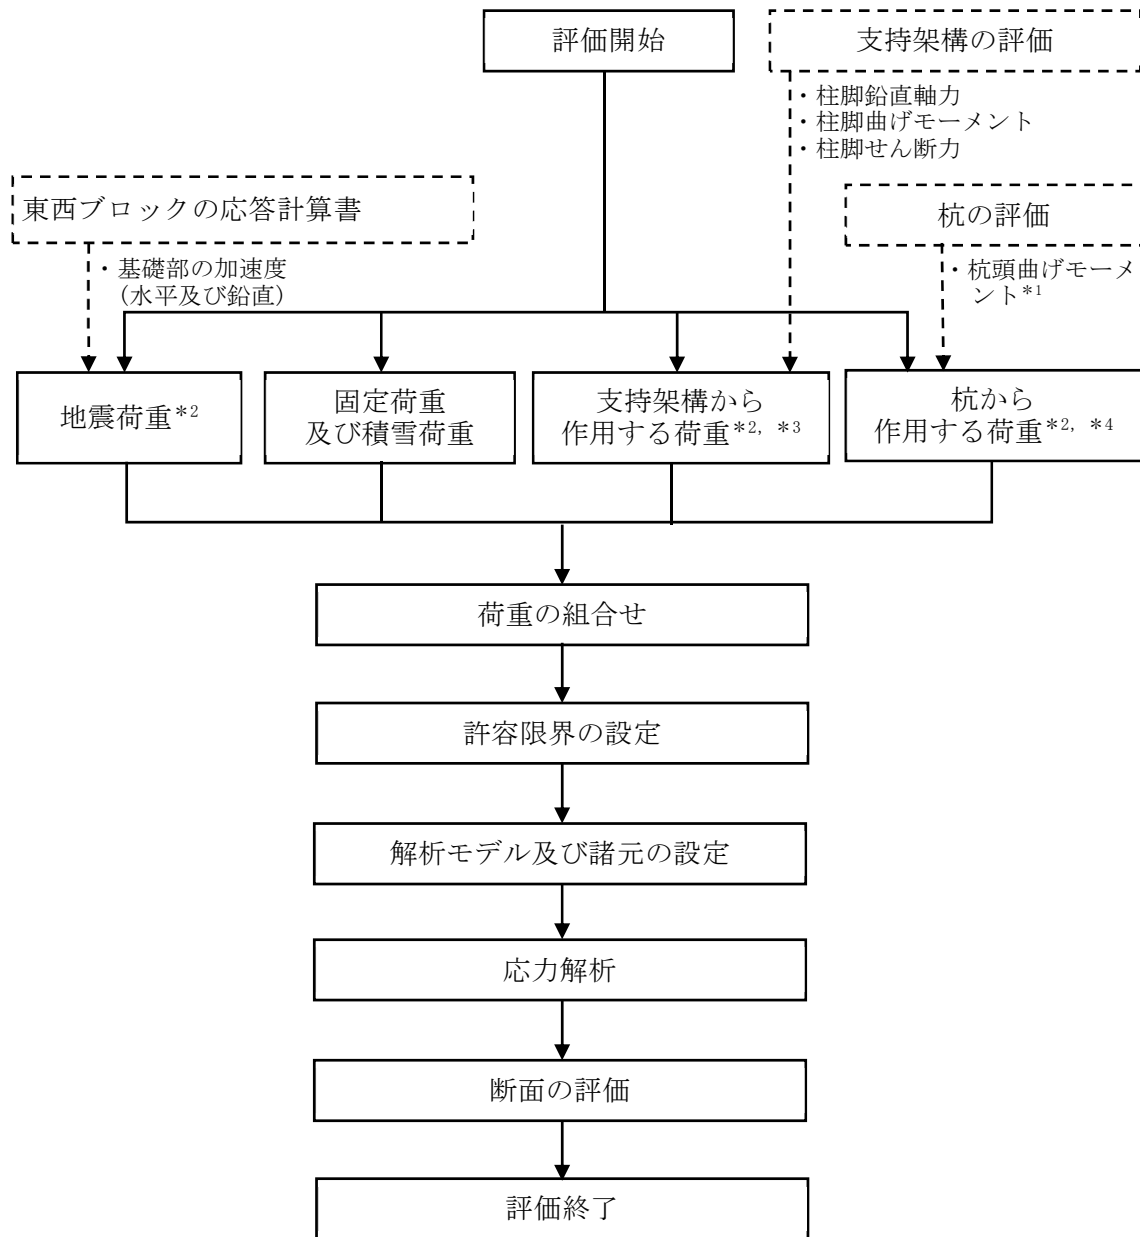 評価開始
支持架構の評価
・柱脚鉛直軸力
・柱脚曲げモーメント
・柱脚せん断力
東西ブロックの応答計算書
・基礎部の加速度
(水平及び鉛直)
杭の評価
・杭頭曲げモーメ
ント*1
地震荷重*2
固定荷重
及び積雪荷重
支持架構から
作用する荷重*2, *3
杭から
作用する荷重*2, *4
荷重の組合せ
許容限界の設定
解析モデル及び諸元の設定
応力解析
断面の評価
評価終了